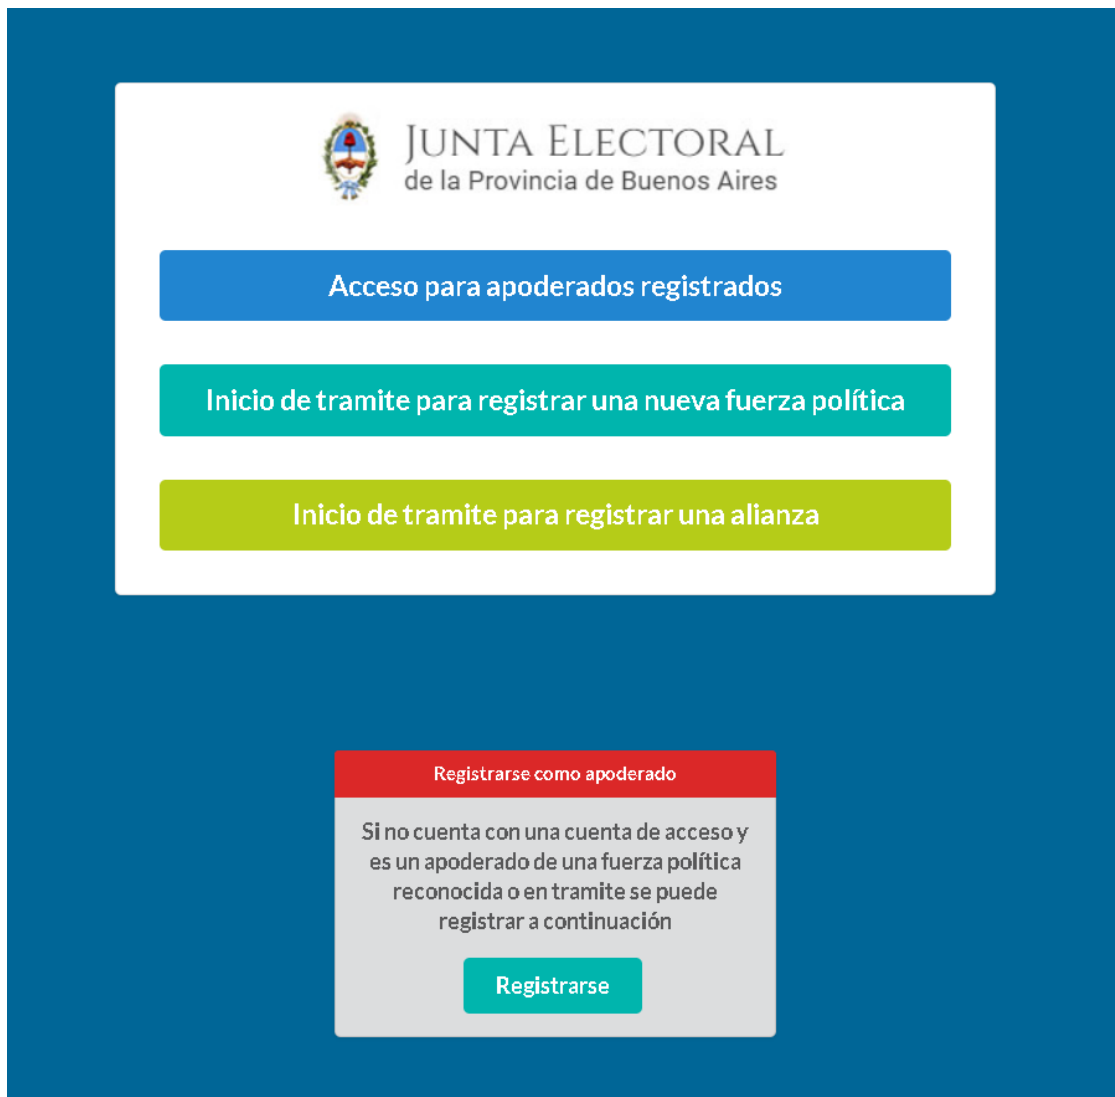 JUNTA ELECTORAL
de la Provincia de Buenos Aires
Acceso para apoderados registrados
Inicio de tramite para registrar una nueva fuerza política
Inicio de tramite para registrar una alianza
Registrarse como apoderado
Si no cuenta con una cuenta de acceso y
es un apoderado de una fuerza política
reconocida o en tramite se puede
registrar a continuación
Registrarse